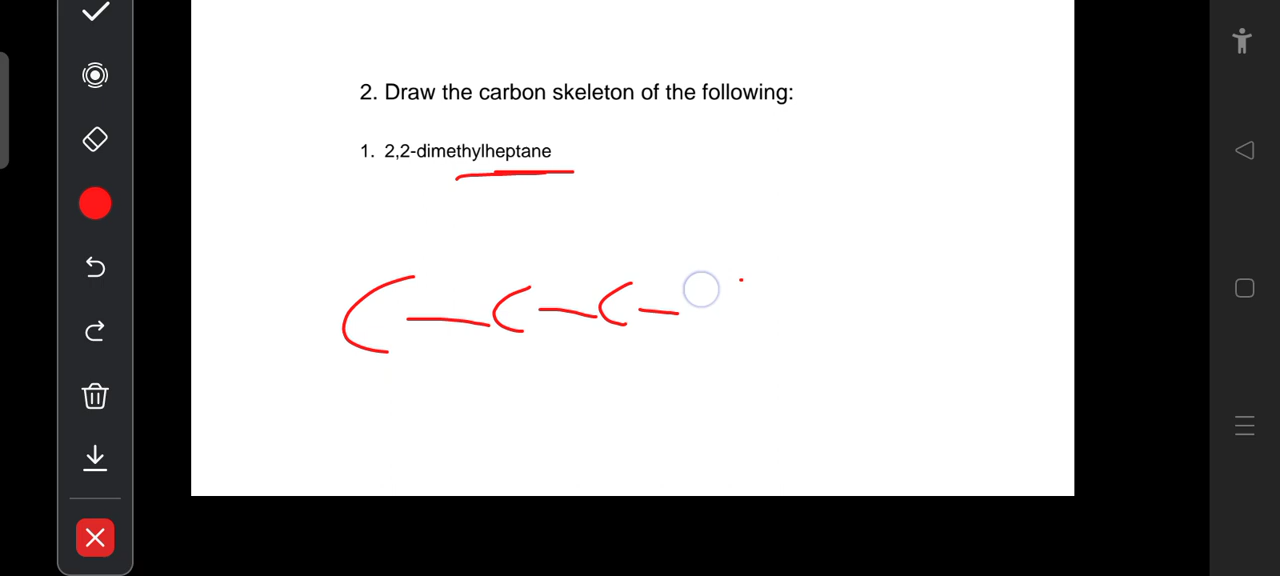 2. Draw the carbon skeleton of the following:
1. 2,2-dimethylheptane
C-C-C-